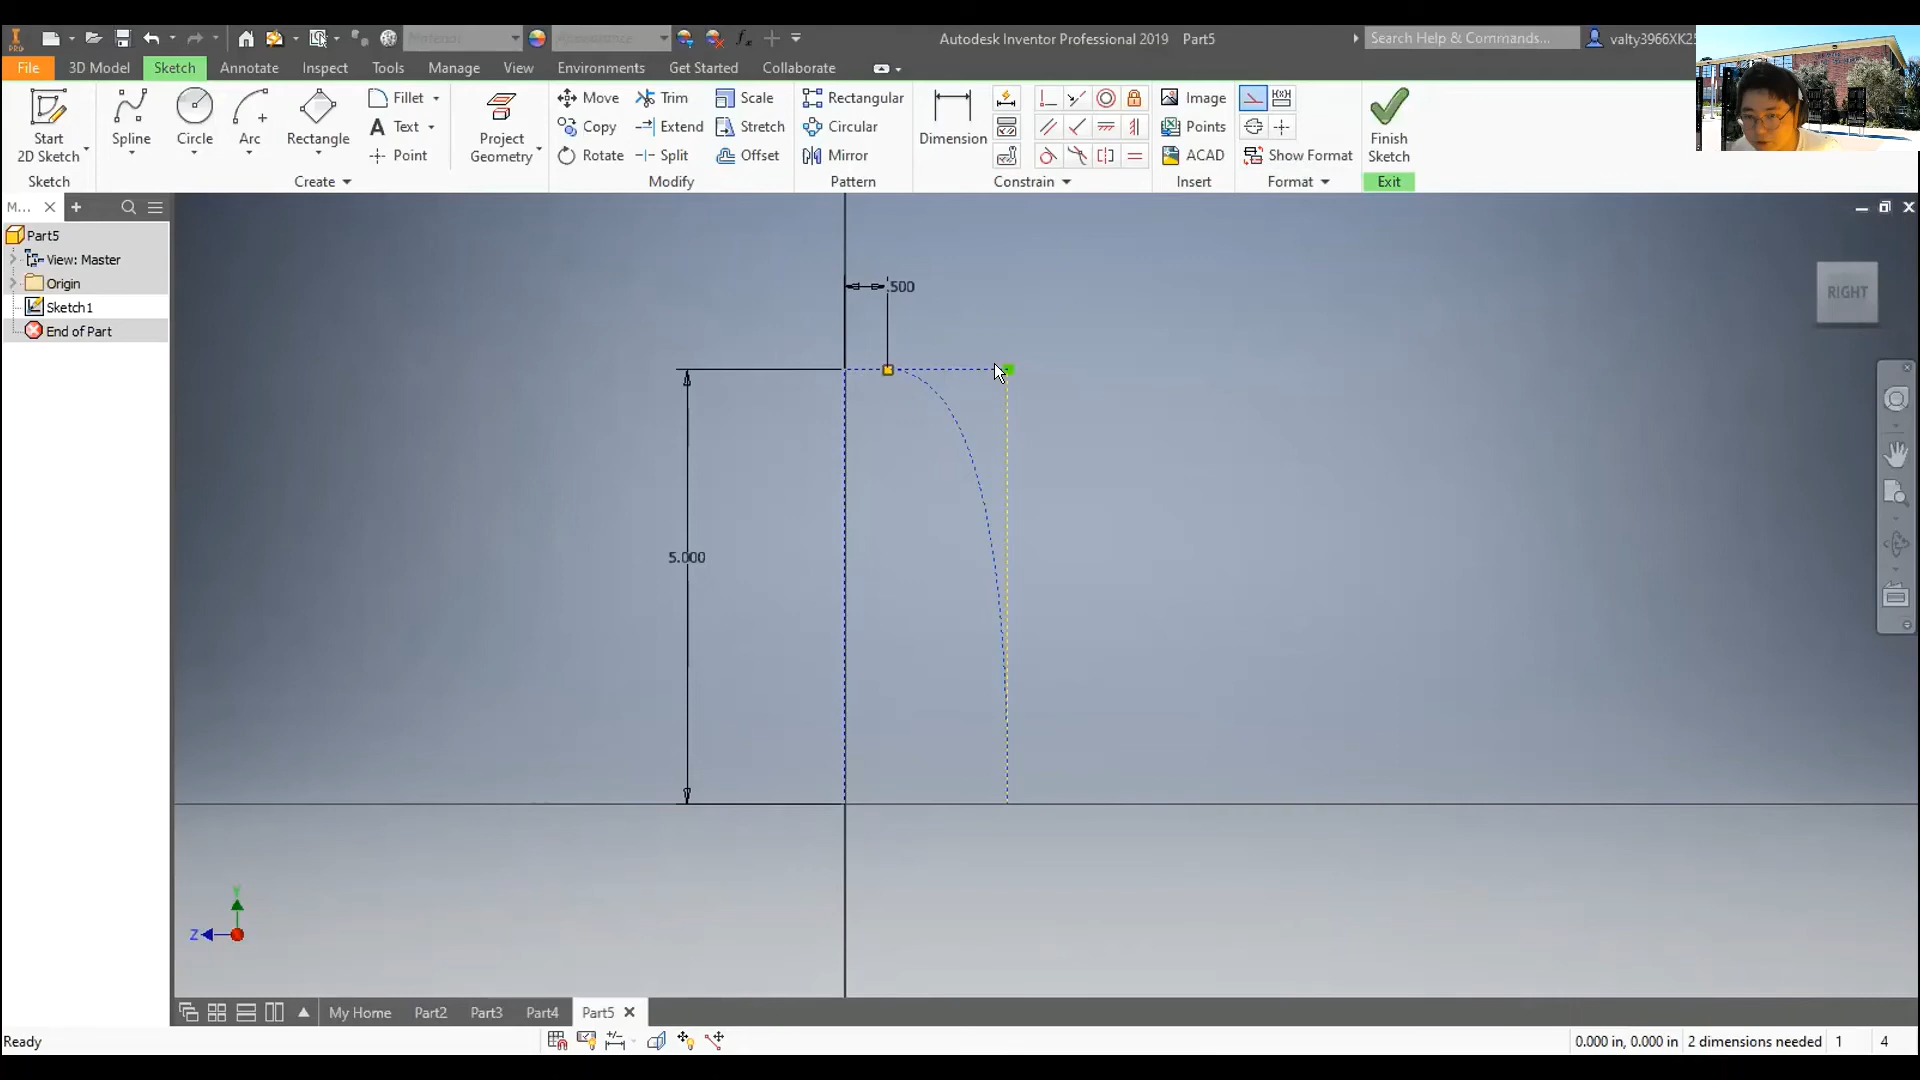 PRO
Material
Appearance
Autodesk Inventor Professional 2019 Part5
Search Help & Commands...
File 3D Model Sketch Annotate Inspect Tools Manage View Environments Get Started Collaborate
Start
2D Sketch
Spline
Circle
Arc
Rectangle
Fillet
Text
Point
Project
Geometry
Move
Copy
Rotate
Trim
Extend
Split
Scale
Stretch
Offset
Rectangular
Circular
Mirror
Dimension
Image
Points
ACAD
Show Format
Finish
Sketch
Sketch Create Modify Pattern Constrain Insert Format Exit
M...
Part5
View: Master
Origin
Sketch1
End of Part
.500
RIGHT
5.000
Y
Z
My Home Part2 Part3 Part4 Part5
Ready 0.000 in, 0.000 in 2 dimensions needed 1 4